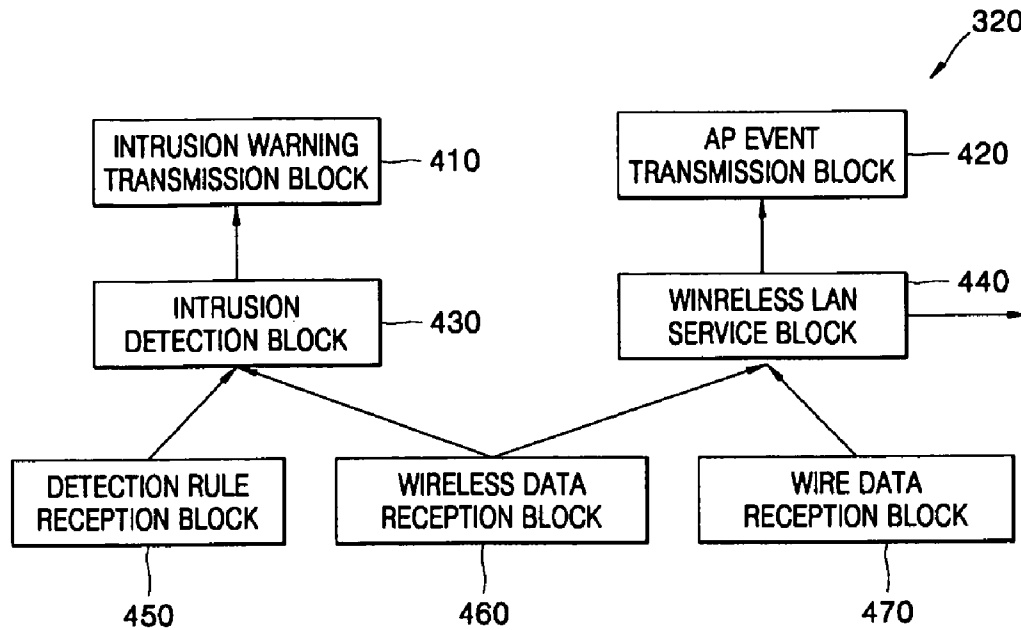 320
INTRUSION WARNING
TRANSMISSION BLOCK
410
AP EVENT
TRANSMISSION BLOCK
420
INTRUSION
DETECTION BLOCK
430
WINRELESS LAN
SERVICE BLOCK
440
DETECTION RULE
RECEPTION BLOCK
WIRELESS DATA
RECEPTION BLOCK
WIRE DATA
RECEPTION BLOCK
450
460
470